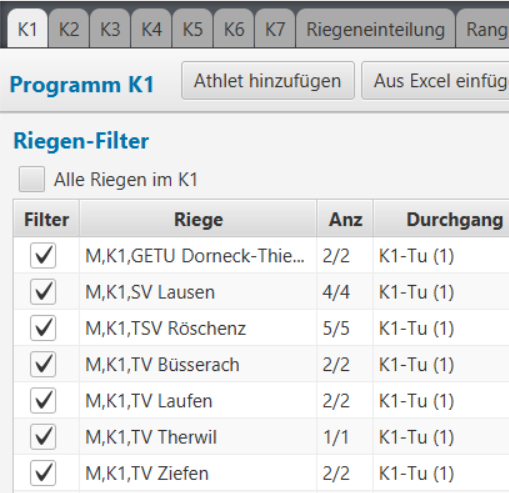 K1 K2 K3 K4 K5 K6 K7 Riegeneinteilung Rang
Programm K1 Athlet hinzufügen Aus Excel einfüg
Riegen-Filter
Alle Riegen im K1
Filter Riege Anz Durchgang
M,K1,GETU Dorneck-Thie... 2/2 K1-Tu (1)
M,K1,SV Lausen 4/4 K1-Tu (1)
M,K1,TSV Röschenz 5/5 K1-Tu (1)
M,K1,TV Büsserach 2/2 K1-Tu (1)
M,K1,TV Laufen 2/2 K1-Tu (1)
M,K1,TV Therwil 1/1 K1-Tu (1)
M,K1,TV Ziefen 2/2 K1-Tu (1)